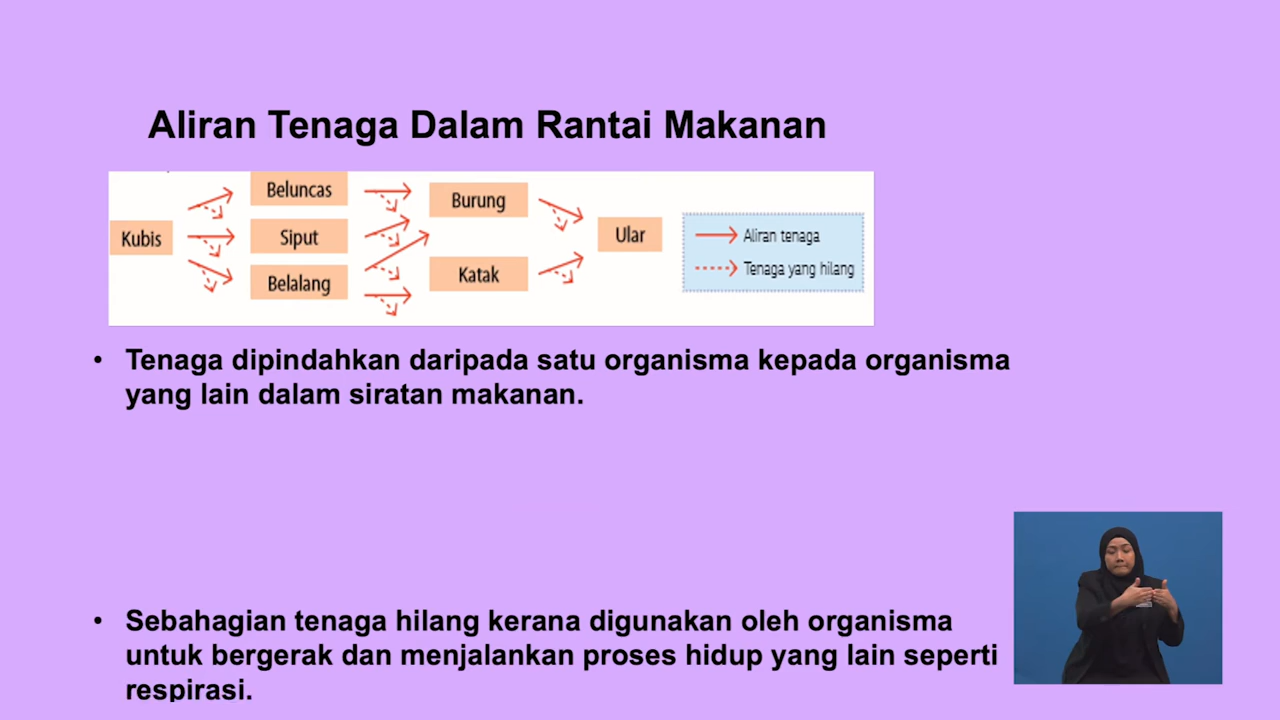 Aliran Tenaga Dalam Rantai Makanan
Beluncas
Burung
Kubis
Siput
Ular
Aliran tenaga
Belalang
Katak
Tenaga yang hilang
• Tenaga dipindahkan daripada satu organisma kepada organisma
yang lain dalam siratan makanan.
• Sebahagian tenaga hilang kerana digunakan oleh organisma
untuk bergerak dan menjalankan proses hidup yang lain seperti
respirasi.